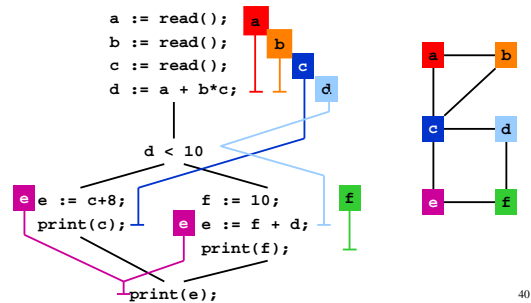 a := read();
b := read();
c := read();
d := a + b*c;
a
b
c
d
d < 10
e
e := c+8;
print(c);
f := 10;
e
e := f + d;
print(f);
f
print(e);
a
b
c
d
e
f
40